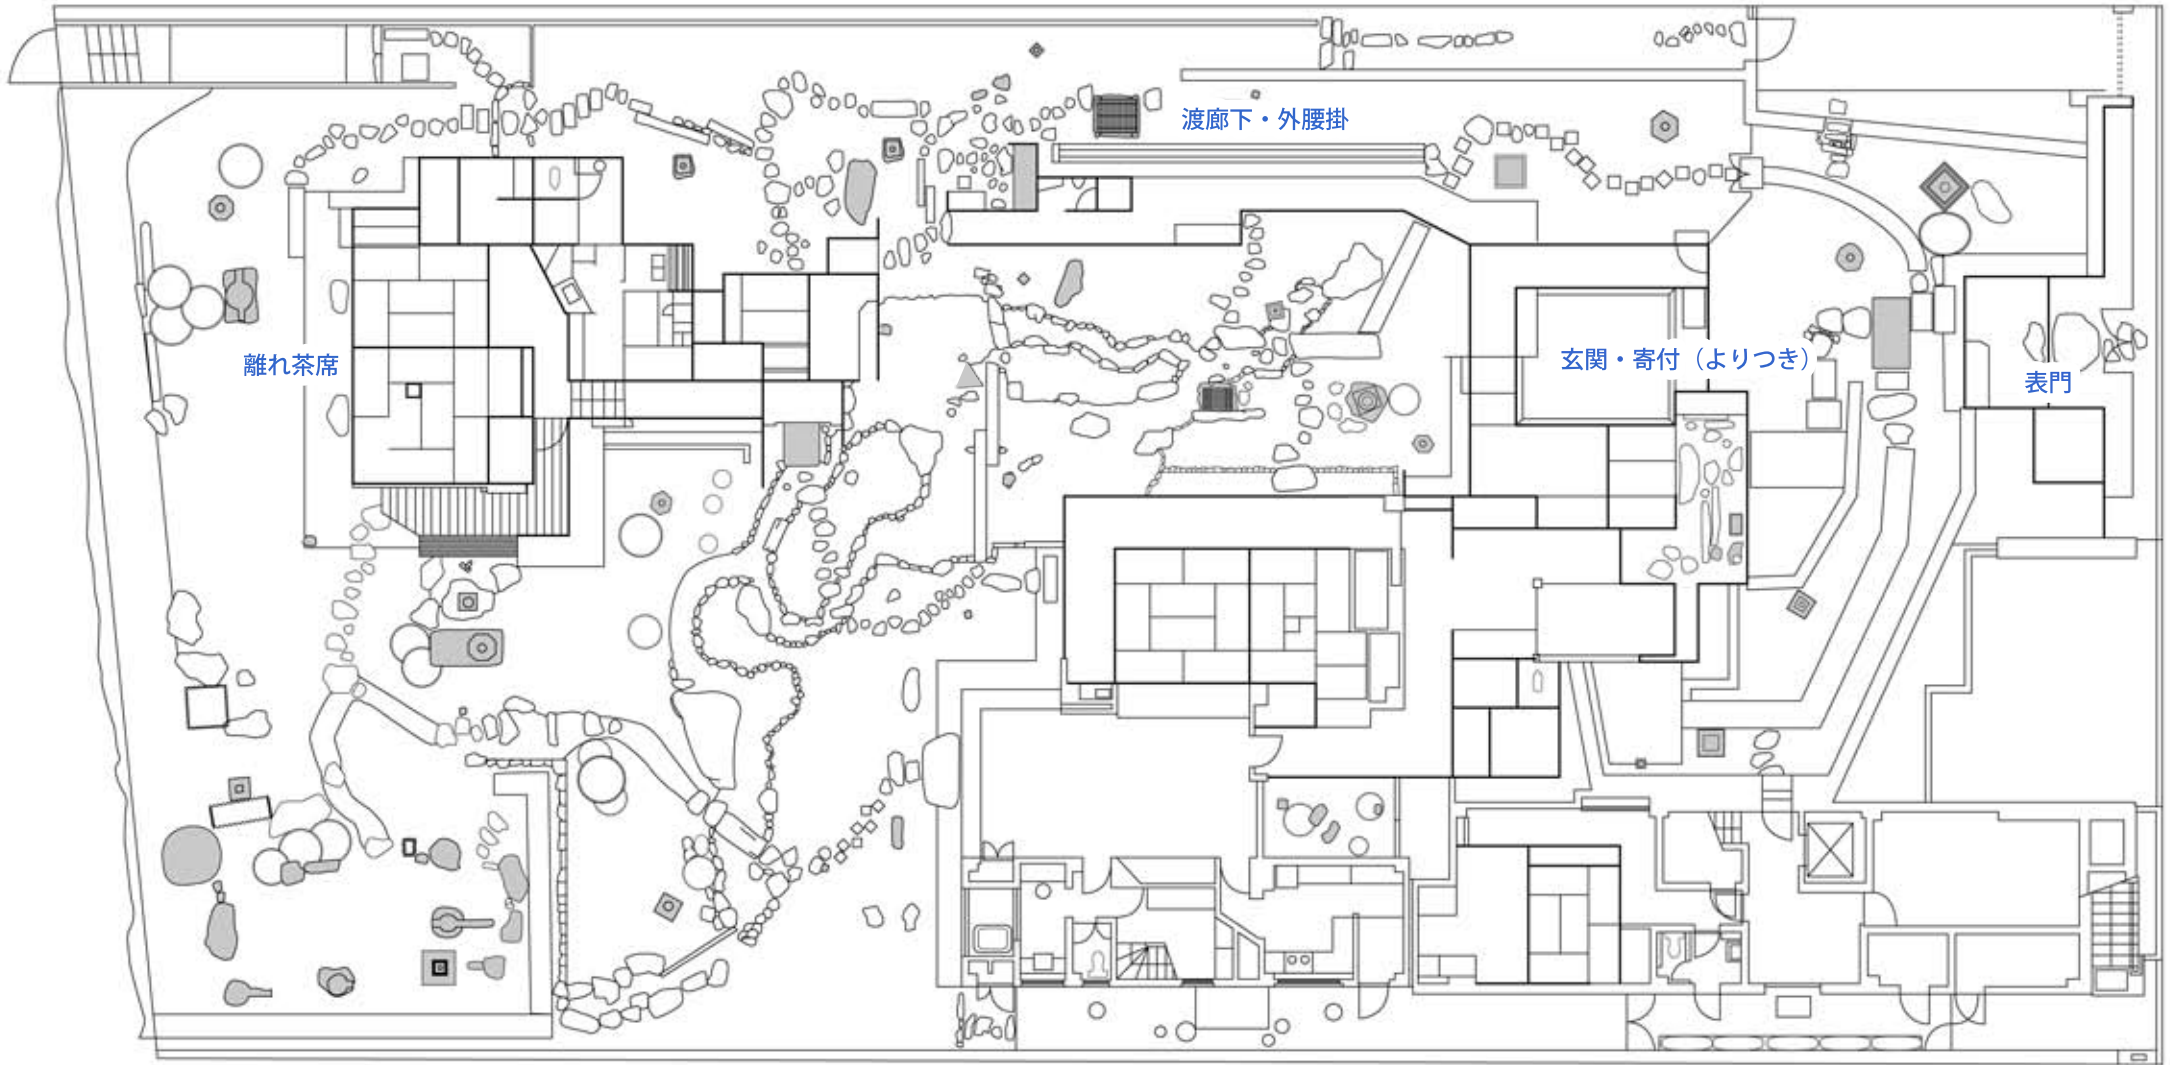 渡廊下・外腰掛
離れ茶席
玄関・寄付（よりつき）
表門